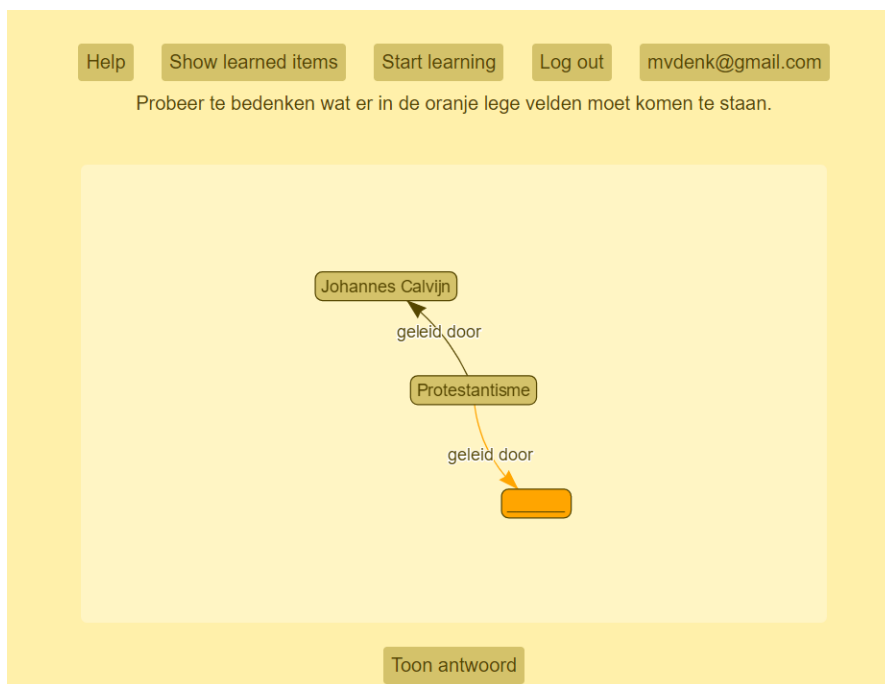 Help Show learned items Start learning Log out mvdenk@gmail.com
Probeer te bedenken wat er in de oranje lege velden moet komen te staan.
Johannes Calvijn
geleid door
Protestantisme
geleid door
Toon antwoord